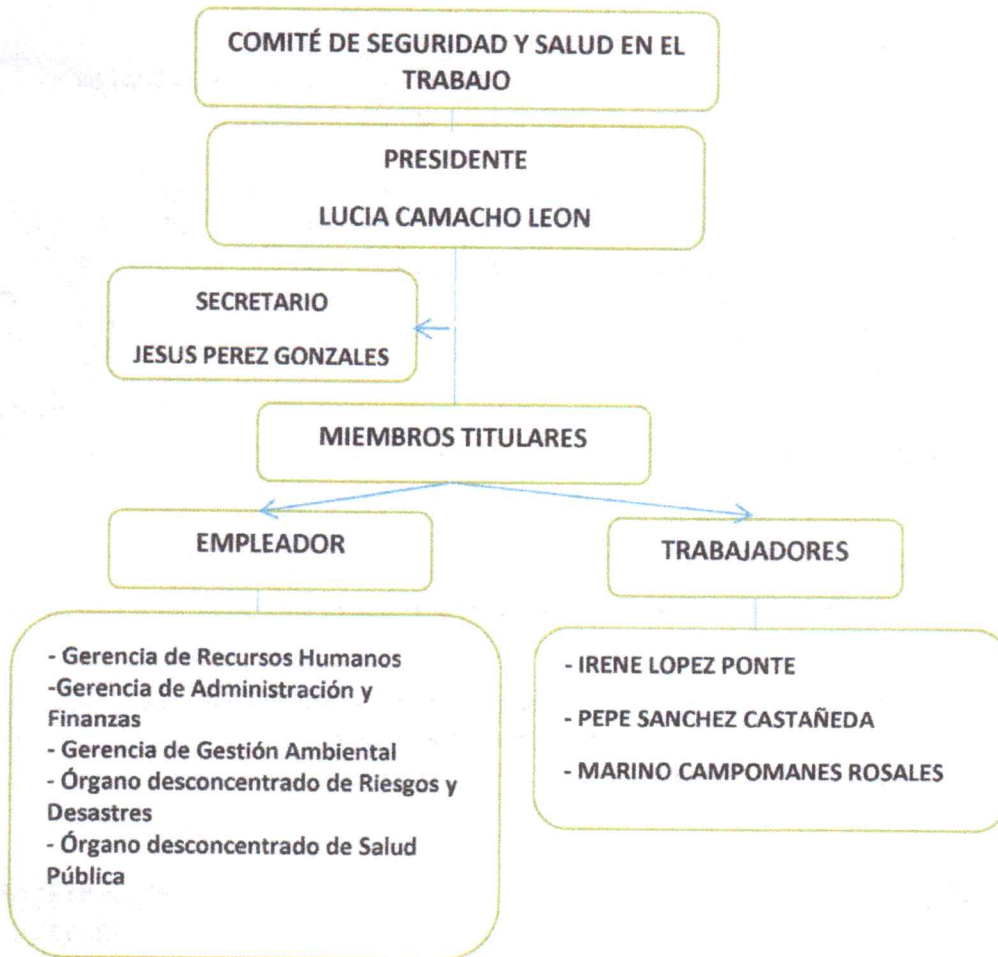 COMITÉ DE SEGURIDAD Y SALUD EN EL
TRABAJO
PRESIDENTE
LUCIA CAMACHO LEON
SECRETARIO
JESUS PEREZ GONZALES
MIEMBROS TITULARES
EMPLEADOR
- Gerencia de Recursos Humanos
-Gerencia de Administración y
Finanzas
- Gerencia de Gestión Ambiental
- Órgano desconcentrado de Riesgos y
Desastres
- Órgano desconcentrado de Salud
Pública
TRABAJADORES
- IRENE LOPEZ PONTE
- PEPE SANCHEZ CASTAÑEDA
- MARINO CAMPOMANES ROSALES